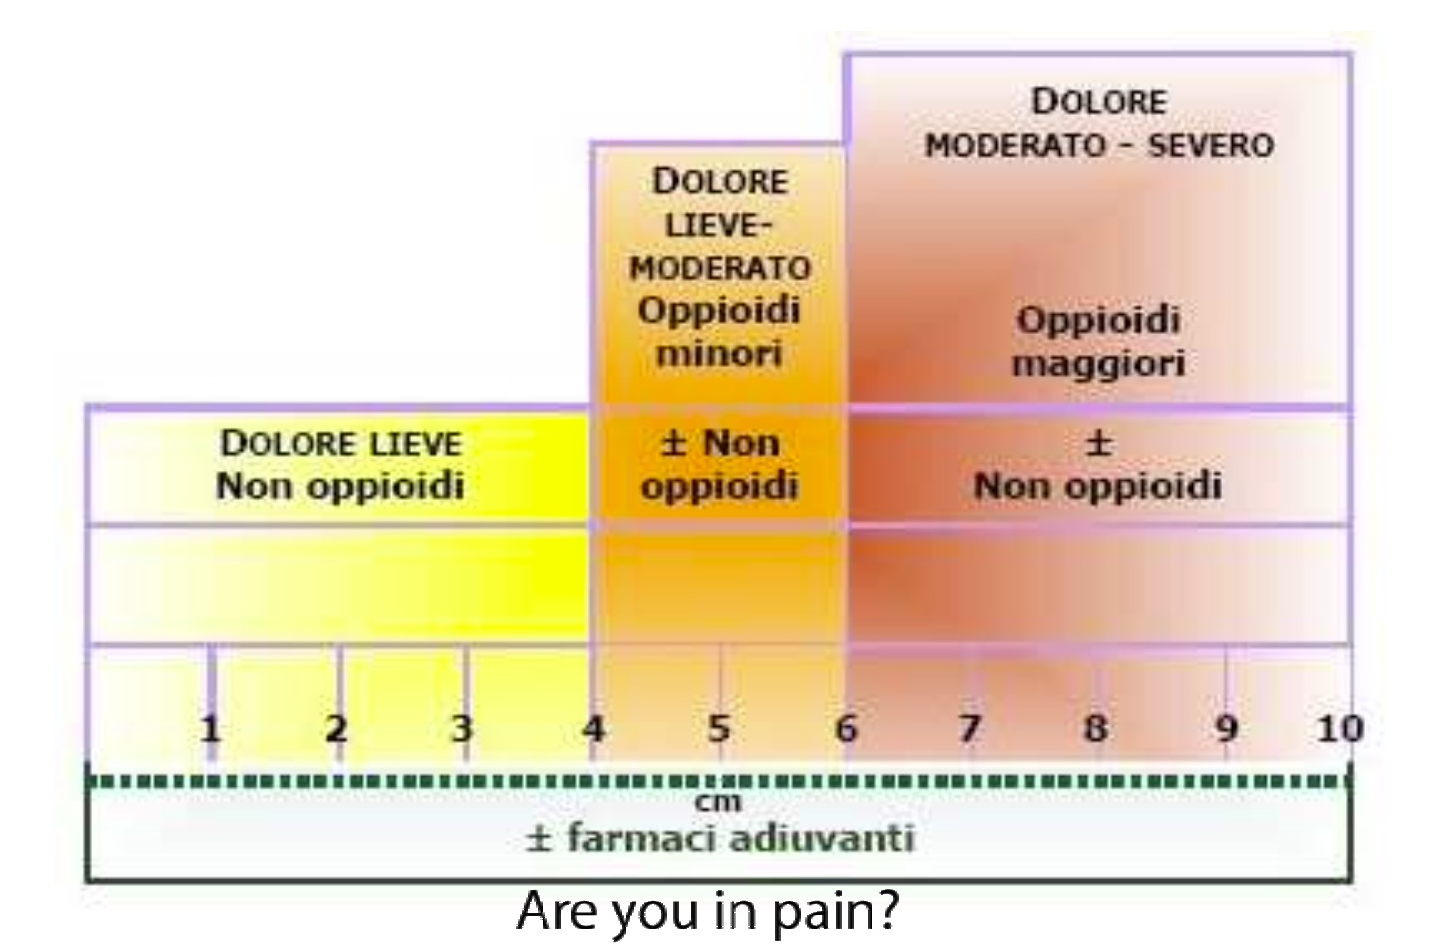 DOLORE
MODERATO - SEVERO
Oppioidi
maggiori
DOLORE
LIEVE-
MODERATO
Oppioidi
minori
DOLORE LIEVE
Non oppioidi
± Non
oppioidi
±
Non oppioidi
1 2 3 4 5 6 7 8 9 10
cm
± farmaci adiuvanti
Are you in pain?